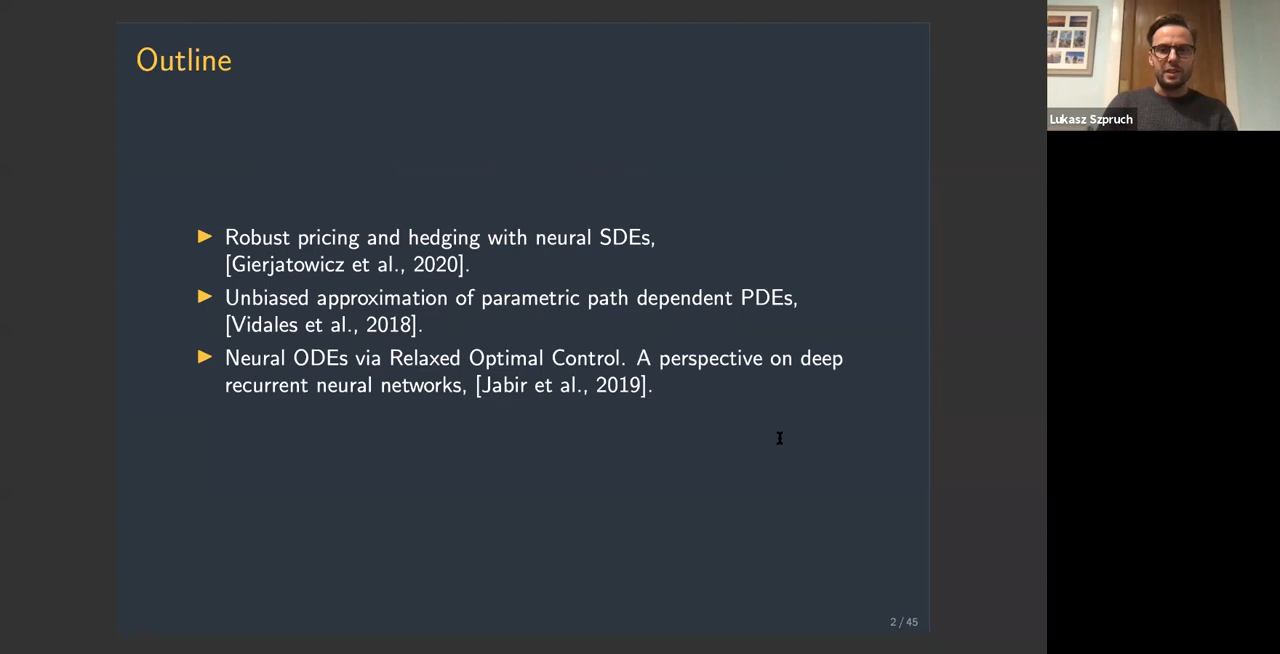 Outline
▶ Robust pricing and hedging with neural SDEs,
[Gierjatowicz et al., 2020].
▶ Unbiased approximation of parametric path dependent PDEs,
[Vidales et al., 2018].
▶ Neural ODEs via Relaxed Optimal Control. A perspective on deep
recurrent neural networks, [Jabir et al., 2019].
2 / 45
Lukasz Szpruch